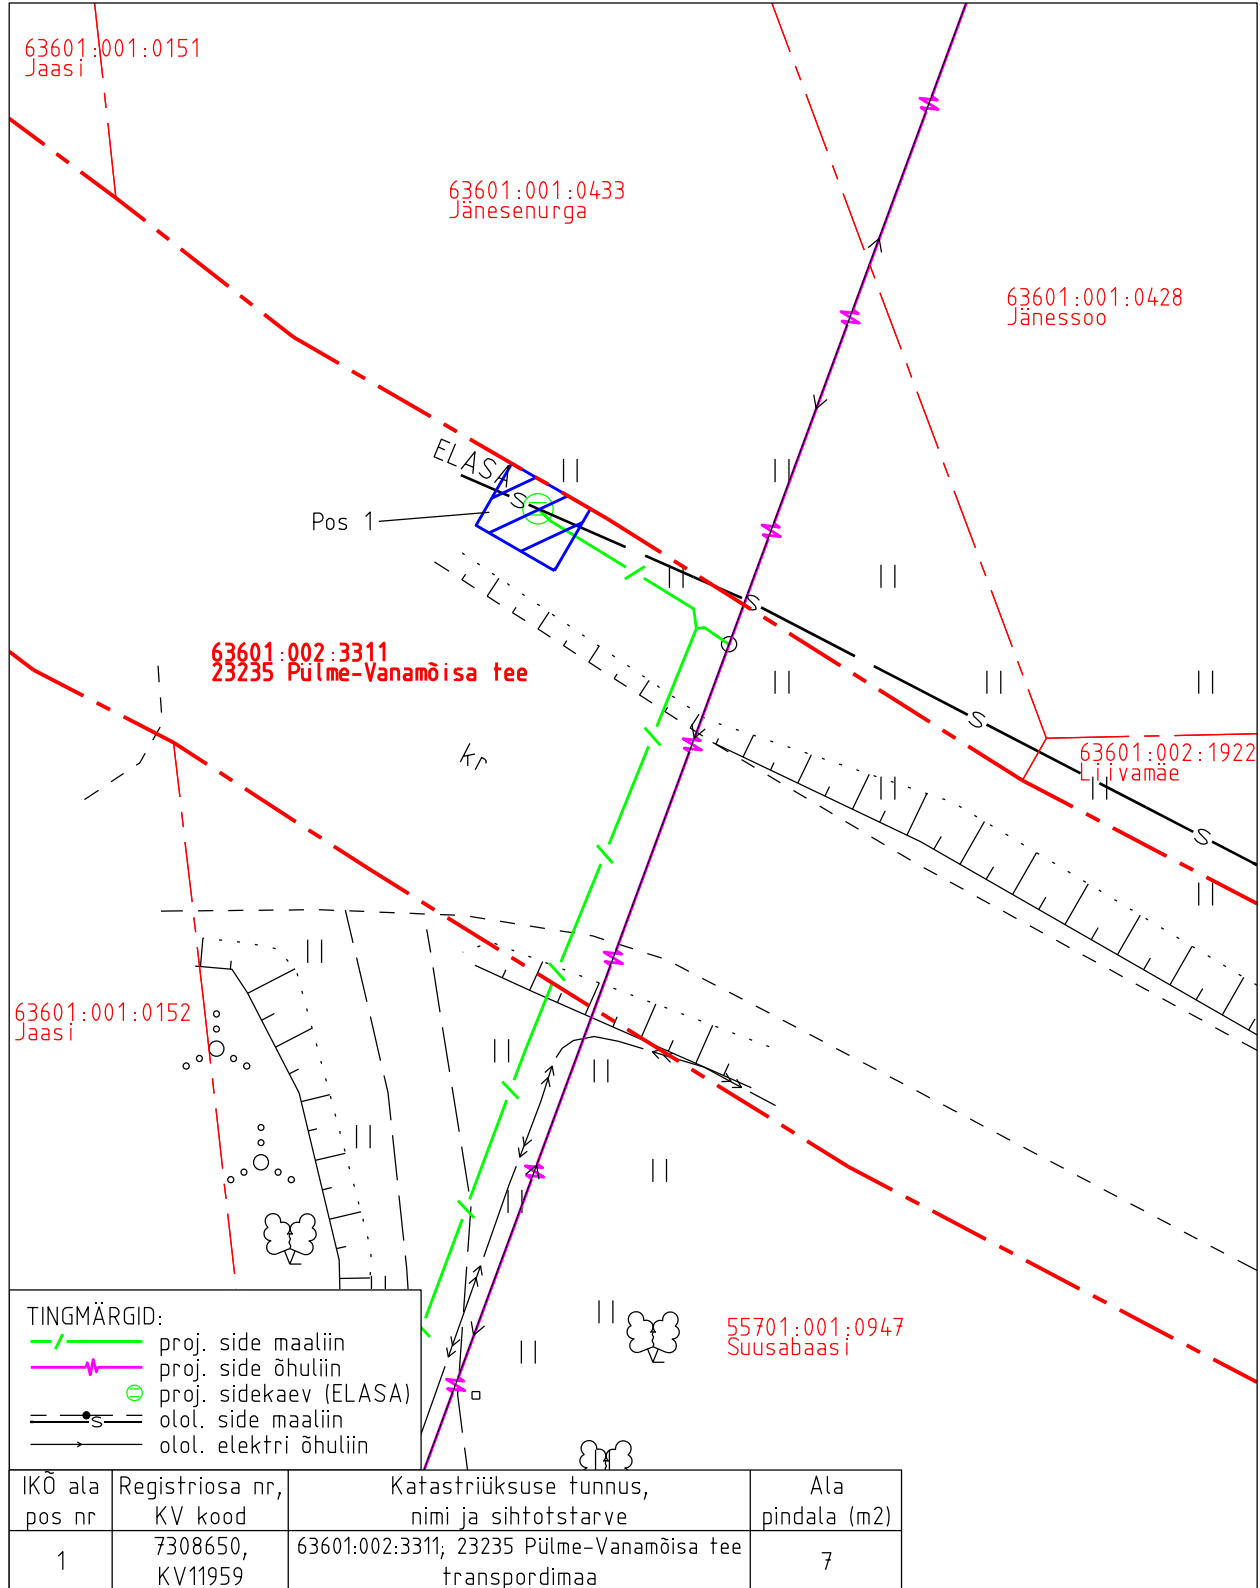 63601:001:0151
Jaasi
63601:001:0433
Jänesenurga
63601:001:0428
Jänessoo
ELASA
S
Pos 1
S
63601:002:3311
23235 Pülme-Vanamõisa tee
S
kr
63601:002:1922
Liivamäe
S
63601:001:0152
Jaasi
55701:001:0947
Suusabaasi
TINGMÄRGID:
proj. side maaliin
proj. side õhuliin
proj. sidekaev (ELASA)
S olol. side maaliin
olol. elektri õhuliin
IKÕ ala pos nr
Registriosa nr, KV kood
Katastriüksuse tunnus, nimi ja sihtotstarve
Ala pindala (m2)
1
7308650, KV11959
63601:002:3311; 23235 Pülme-Vanamõisa tee transpordimaa
7